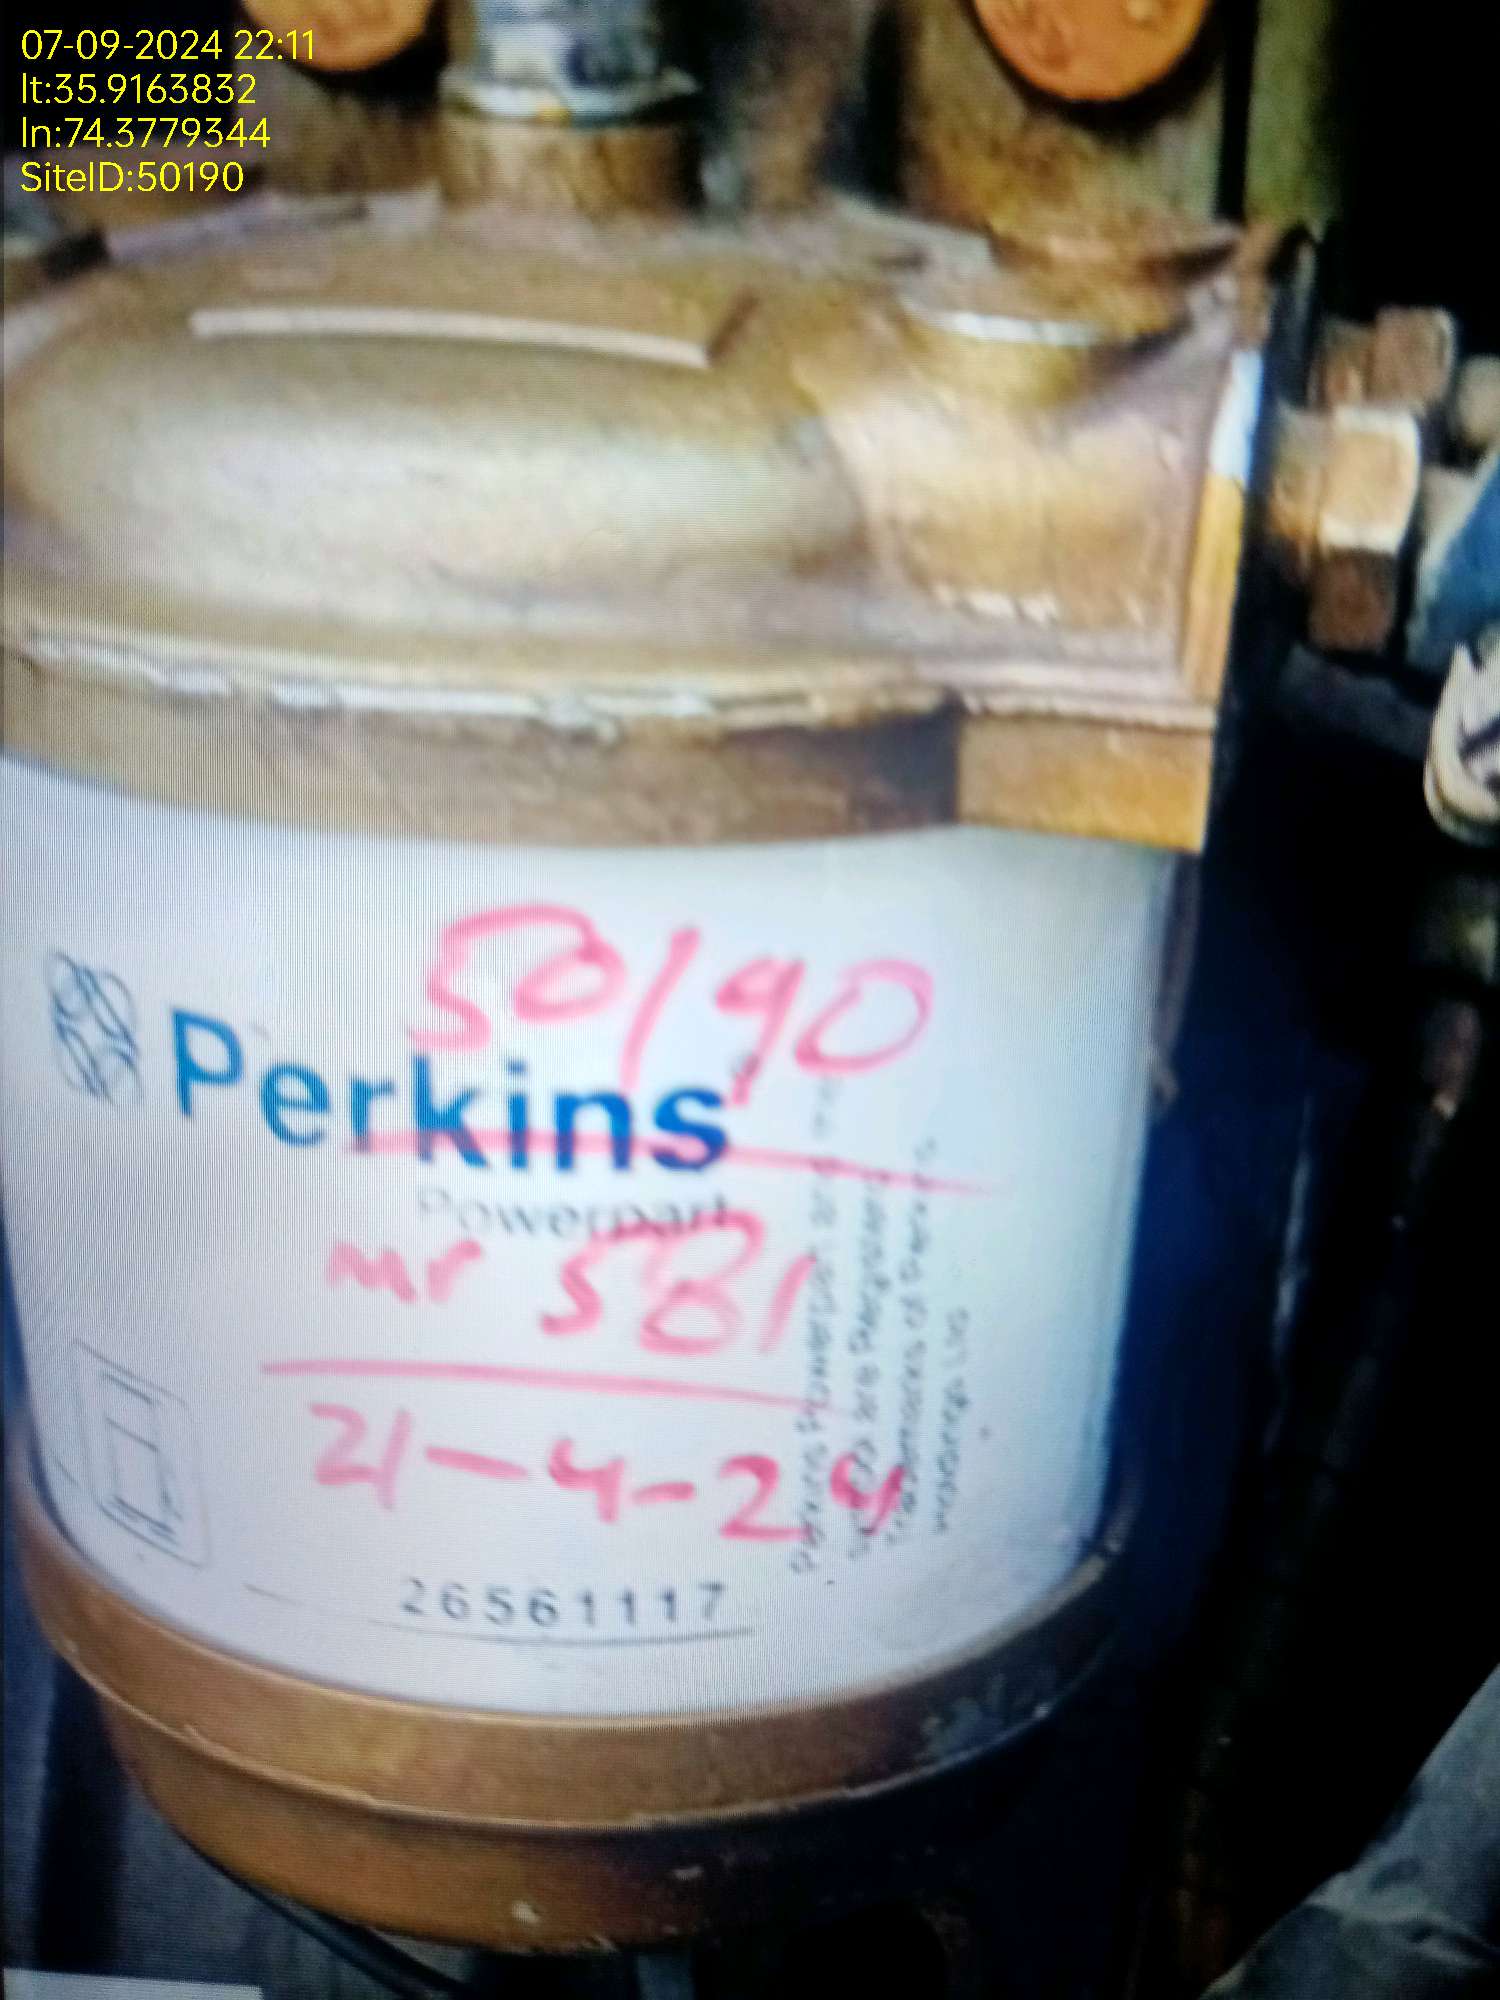 07-09-2024 22:11
lt:35.9163832
ln:74.3779344
SiteID:50190
50190
Perkins
Powerpart
Mr 581
21-4-24
26561117